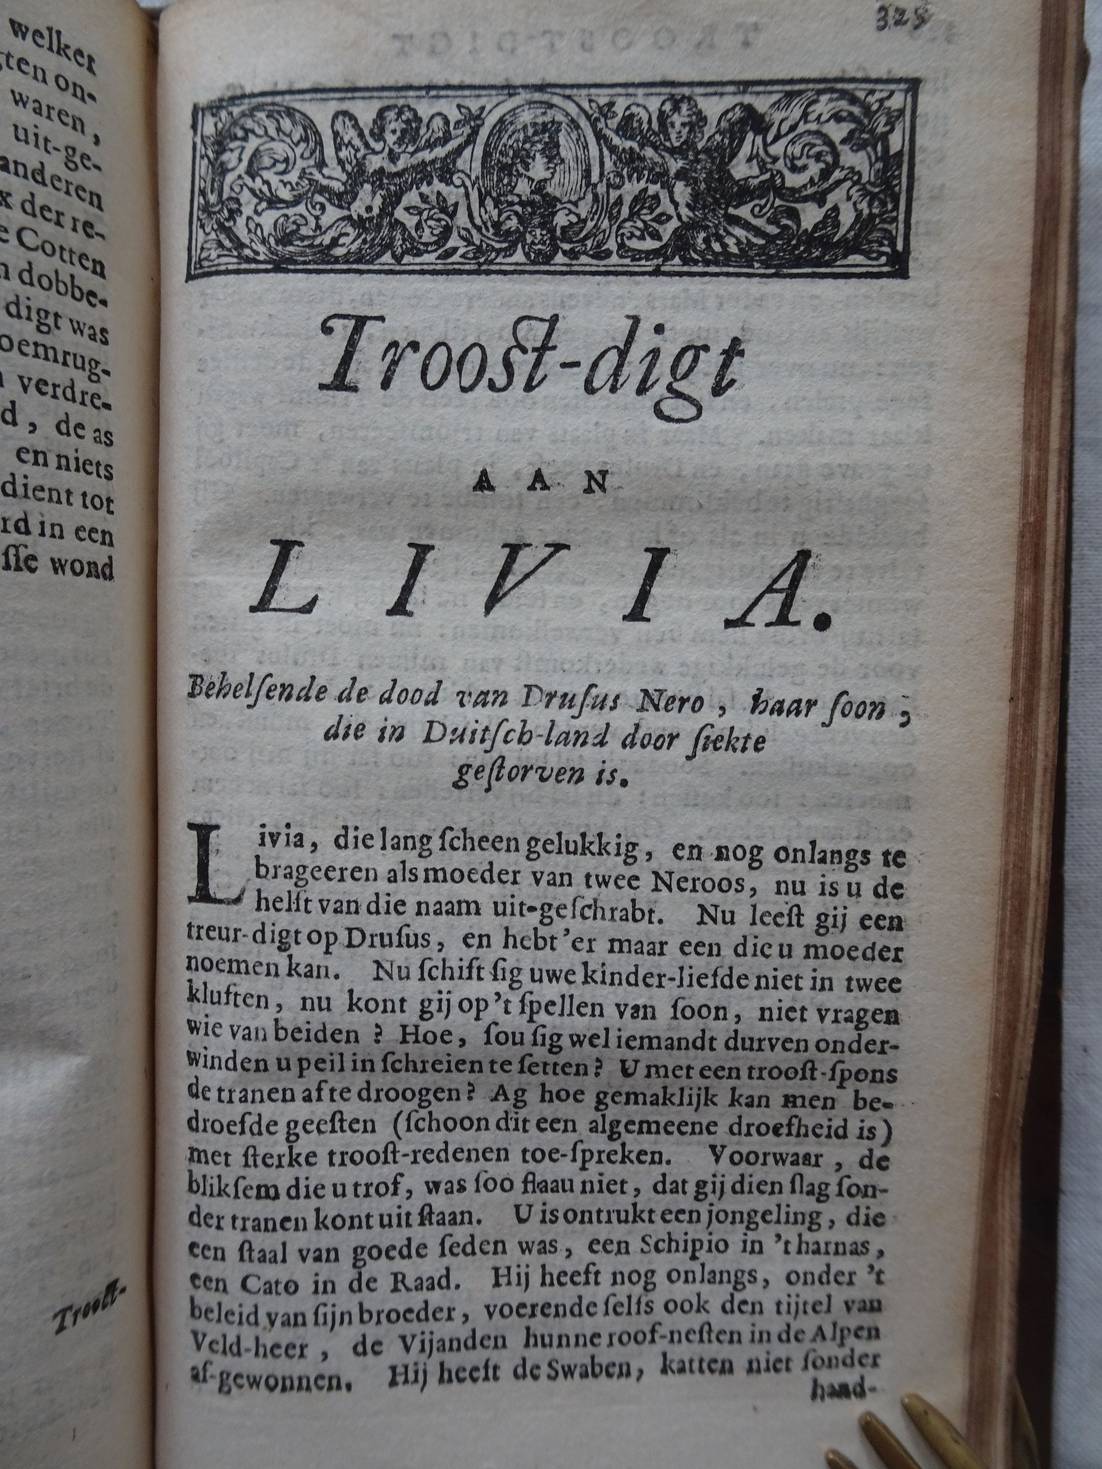 welker
gten on-
waren,
uit-ge-
anderen
x der re-
e Cotten
n dobbe-
digt was
oemrug-
n verdre-
d, de as
en niets
dient tot
rd in een
ſſe wond
Troost-
325
Trooſt-digt
AAN
LIVIA.
Behelſende de dood van Druſus Nero, haar ſoon,
die in Duitſch-land door ſiekte
geſtorven is.
Livia, die lang ſcheen gelukkig, en nog onlangs te
brageeren als moeder van twee Neroos, nu is u de
helft van die naam uit-geſchrabt. Nu leeſt gij een
treur-digt op Druſus, en hebt 'er maar een die u moeder
noemen kan. Nu ſchift ſig uwe kinder-liefde niet in twee
kluften, nu kont gij op 't ſpellen van ſoon, niet vragen
wie van beiden? Hoe, ſou ſig wel iemandt durven onder-
winden u peil in ſchreien te ſetten? U met een trooſt-ſpons
de tranen af te droogen? Ag hoe gemaklijk kan men be-
droefde geeſten (ſchoon dit een algemeene droefheid is)
met ſterke trooſt-redenen toe-ſpreken. Voorwaar, de
blikſem die u trof, was ſoo flaau niet, dat gij dien ſlag ſon-
der tranen kont uit ſtaan. U is ontrukt een jongeling, die
een ſtaal van goede ſeden was, een Schipio in 't harnas,
een Cato in de Raad. Hij heeft nog onlangs, onder 't
beleid van ſijn broeder, voerende ſelfs ook den tijtel van
Veld-heer, de Vijanden hunne roof-neſten in de Alpen
af-gewonnen. Hij heeft de Swaben, katten niet ſonder
hand-